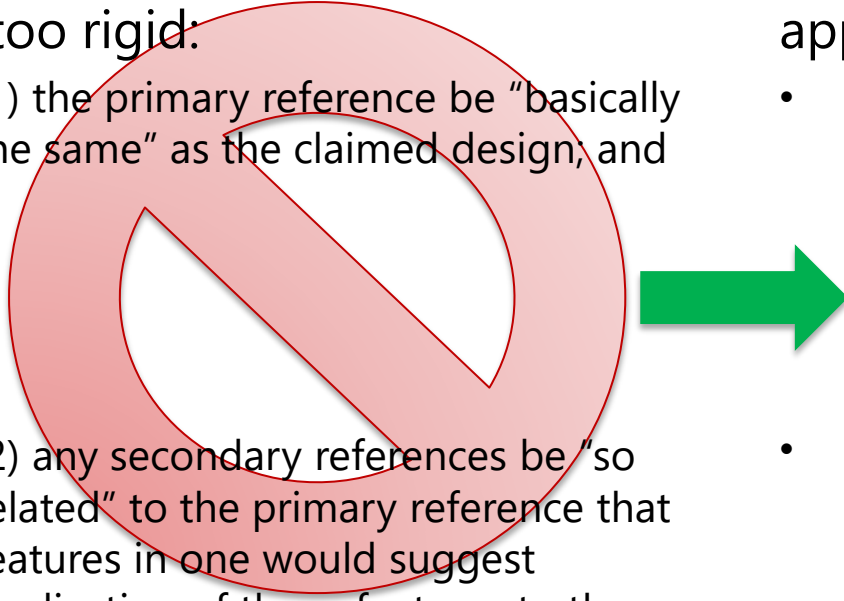 too rigid:
) the primary reference be “basically
he same” as the claimed design; and
2) any secondary references be “so
elated” to the primary reference that
eatures in one would suggest
app
•
•